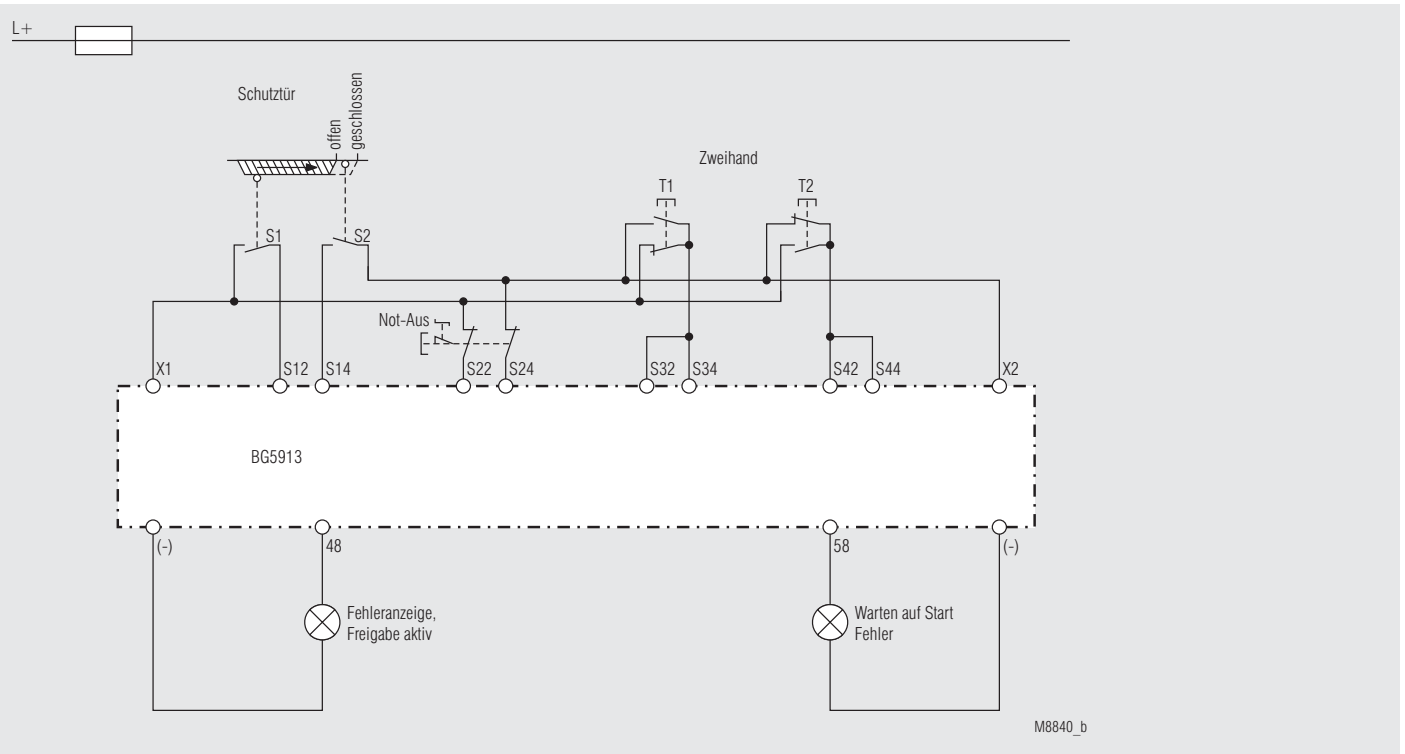 L+
Schutztür
offen
geschlossen
Zweihand
T1
T2
S1
S2
Not-Aus
X1
S12
S14
S22
S24
S32
S34
S42
S44
X2
BG5913
(-)
48
58
(-)
Fehleranzeige,
Freigabe aktiv
Warten auf Start
Fehler
M8840_b